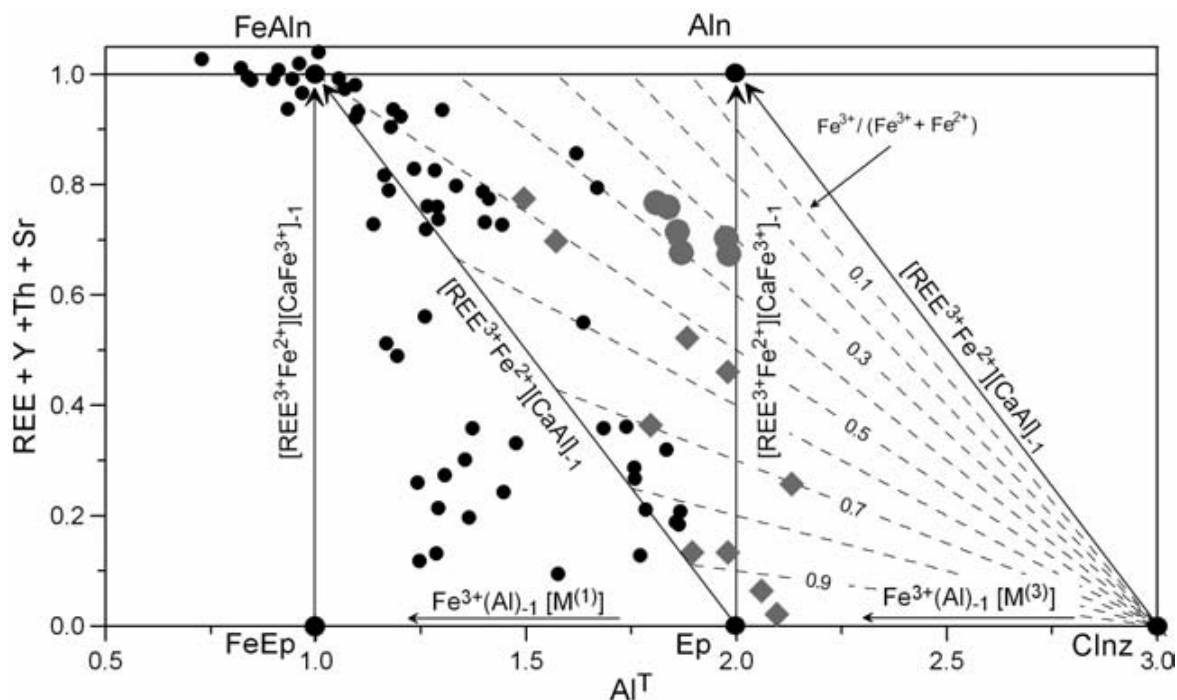 FeAln
Aln
1.0
0.8
0.6
0.4
0.2
0.0
REE + Y +Th + Sr
Fe3+/ (Fe3+ + Fe2+)
[REE3+Fe2+][CaFe3+]-1
[REE3+Fe2+][CaAl]-1
[REE3+Fe2+][CaFe3+]-1
[REE3+Fe2+][CaAl]-1
0.1
0.3
0.5
0.7
0.9
Fe3+(Al)-1 [M(1)]
Fe3+(Al)-1 [M(3)]
FeEp
Ep
Clnz
0.5
1.0
1.5
2.0
2.5
3.0
AlT